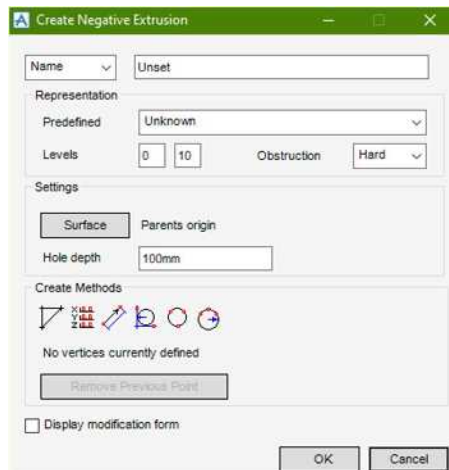 Create Negative Extrusion
Name Unset
Representation
Predefined Unknown
Levels 0 10 Obstruction Hard
Settings
Surface Parents origin
Hole depth 100mm
Create Methods
No vertices currently defined
Remove Previous Point
Display modification form
OK Cancel